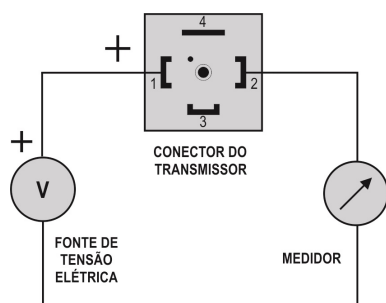 4
+
1
2
3
CONECTOR DO
TRANSMISSOR
+
V
FONTE DE
TENSÃO
ELÉTRICA
MEDIDOR